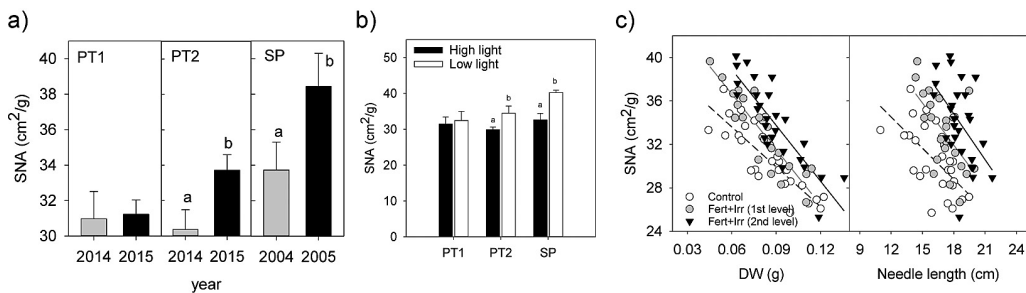 a)
PT1
PT2
SP
SNA (cm²/g)
40
38
36
34
32
30
a
b
a
b
2014 2015 2014 2015 2004 2005
year
b)
High light
Low light
SNA (cm²/g)
50
40
30
20
10
0
a
b
a
b
PT1 PT2 SP
c)
SNA (cm²/g)
40
36
32
28
24
Control
Fert+Irr (1st level)
Fert+Irr (2nd level)
0.03 0.06 0.09 0.12 12 15 18 21 24
DW (g)
Needle length (cm)